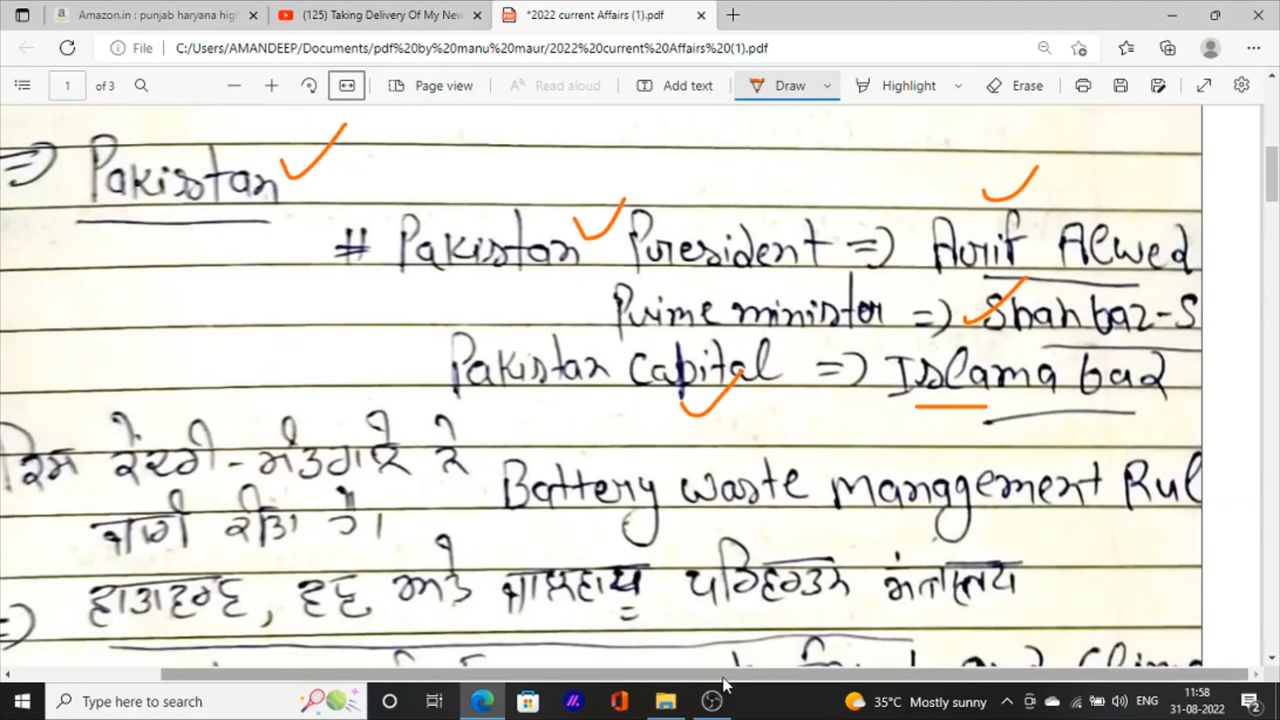 Amazon.in : punjab haryana hig
(125) Taking Delivery Of My New
*2022 current Affairs (1).pdf
File C:/Users/AMANDEEP/Documents/pdf%20by%20manu%20maur/2022%20current%20Affairs%20(1).pdf
1 of 3 Page view Read aloud Add text Draw Highlight Erase
=> Pakisstan
# Pakistan President => Arif Alwed
Prime minister => Shahbaz-S
Pakistan Capital => Islamabad
ਕਿਸ ਕੇਂਦਰੀ - ਮੰਤਰਾਲੇ ਨੇ Battery waste manngement Rul
ਜਾਰੀ ਕੀਤਾ ਹੈ।
=> ਵਾਤਾਵਰਣ, ਵਣ ਅਤੇ ਜਲਵਾਯੂ ਪਰਿਵਰਤਨ ਮੰਤਰਾਲਯ
Type here to search
35°C Mostly sunny ENG 11:58
31-08-2022 2